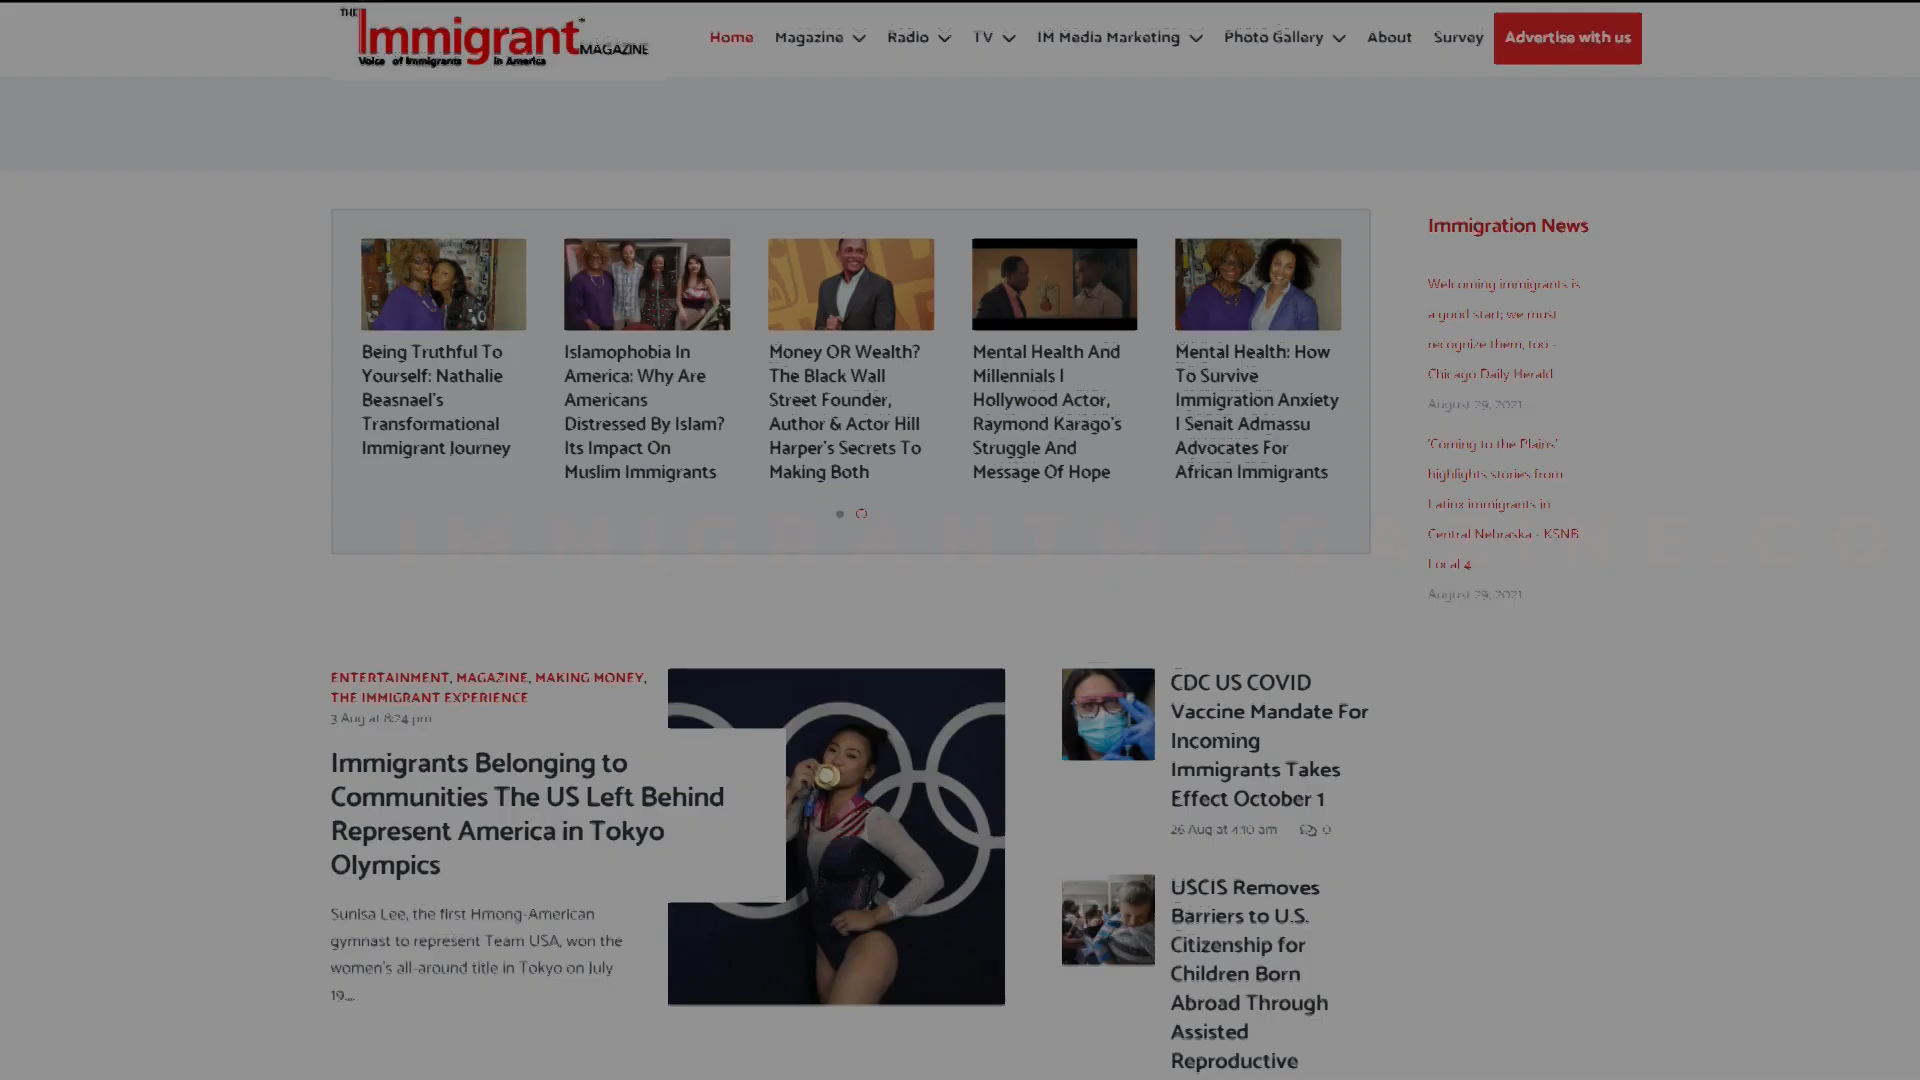 THE
Immigrant
MAGAZINE
Voice of Immigrants in America
Home
Magazine
Radio
TV
IM Media Marketing
Photo Gallery
About
Survey
Advertise with us
Being Truthful To
Yourself: Nathalie
Beasnael's
Transformational
Immigrant Journey
Islamophobia In
America: Why Are
Americans
Distressed By Islam?
Its Impact On
Muslim Immigrants
Money OR Wealth?
The Black Wall
Street Founder,
Author & Actor Hill
Harper's Secrets To
Making Both
Mental Health And
Millennials I
Hollywood Actor,
Raymond Karago's
Struggle And
Message Of Hope
Mental Health: How
To Survive
Immigration Anxiety
I Senait Admassu
Advocates For
African Immigrants
Immigration News
Welcoming immigrants is
a good start; we must
recognize them, too -
Chicago Daily Herald
August 29, 2021
'Coming to the Plains'
highlights stories from
Latinx immigrants in
Central Nebraska - KSNB
Local 4
August 29, 2021
ENTERTAINMENT, MAGAZINE, MAKING MONEY,
THE IMMIGRANT EXPERIENCE
3 Aug at 8:24 pm
Immigrants Belonging to
Communities The US Left Behind
Represent America in Tokyo
Olympics
Sunisa Lee, the first Hmong-American
gymnast to represent Team USA, won the
women's all-around title in Tokyo on July
19...
CDC US COVID
Vaccine Mandate For
Incoming
Immigrants Takes
Effect October 1
26 Aug at 4:10 am 0
USCIS Removes
Barriers to U.S.
Citizenship for
Children Born
Abroad Through
Assisted
Reproductive